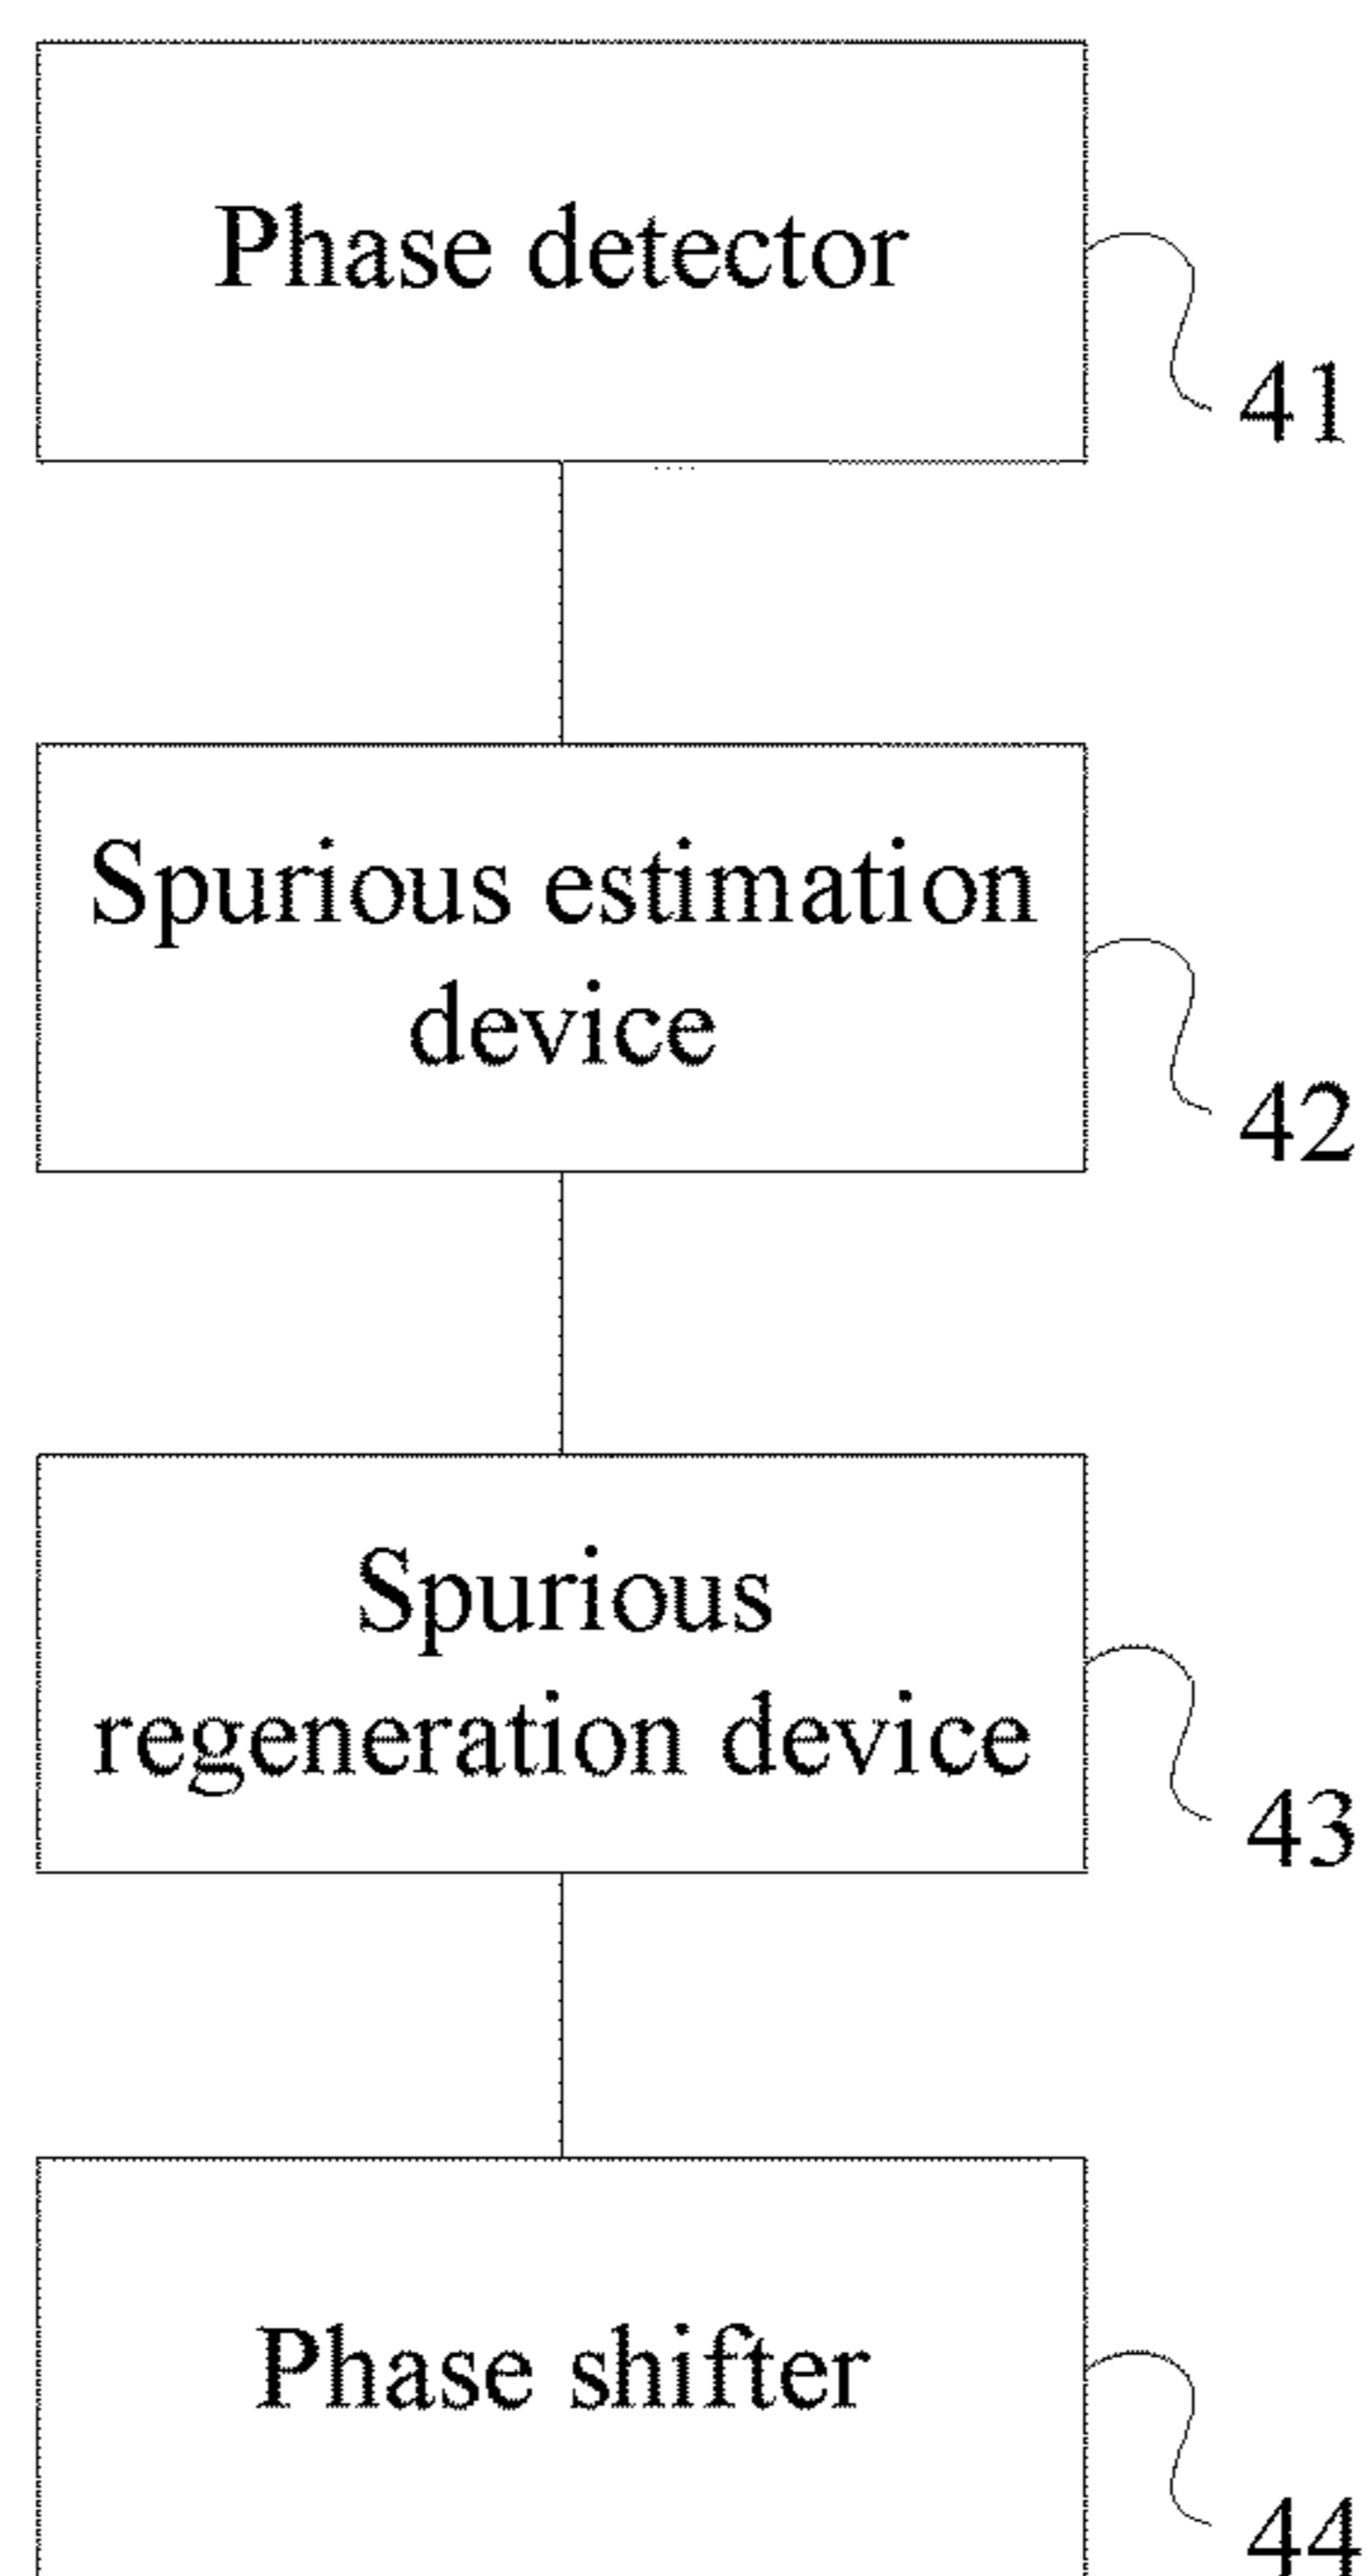 Phase detector
41
Spurious estimation
device
42
Spurious
regeneration device
43
Phase shifter
44